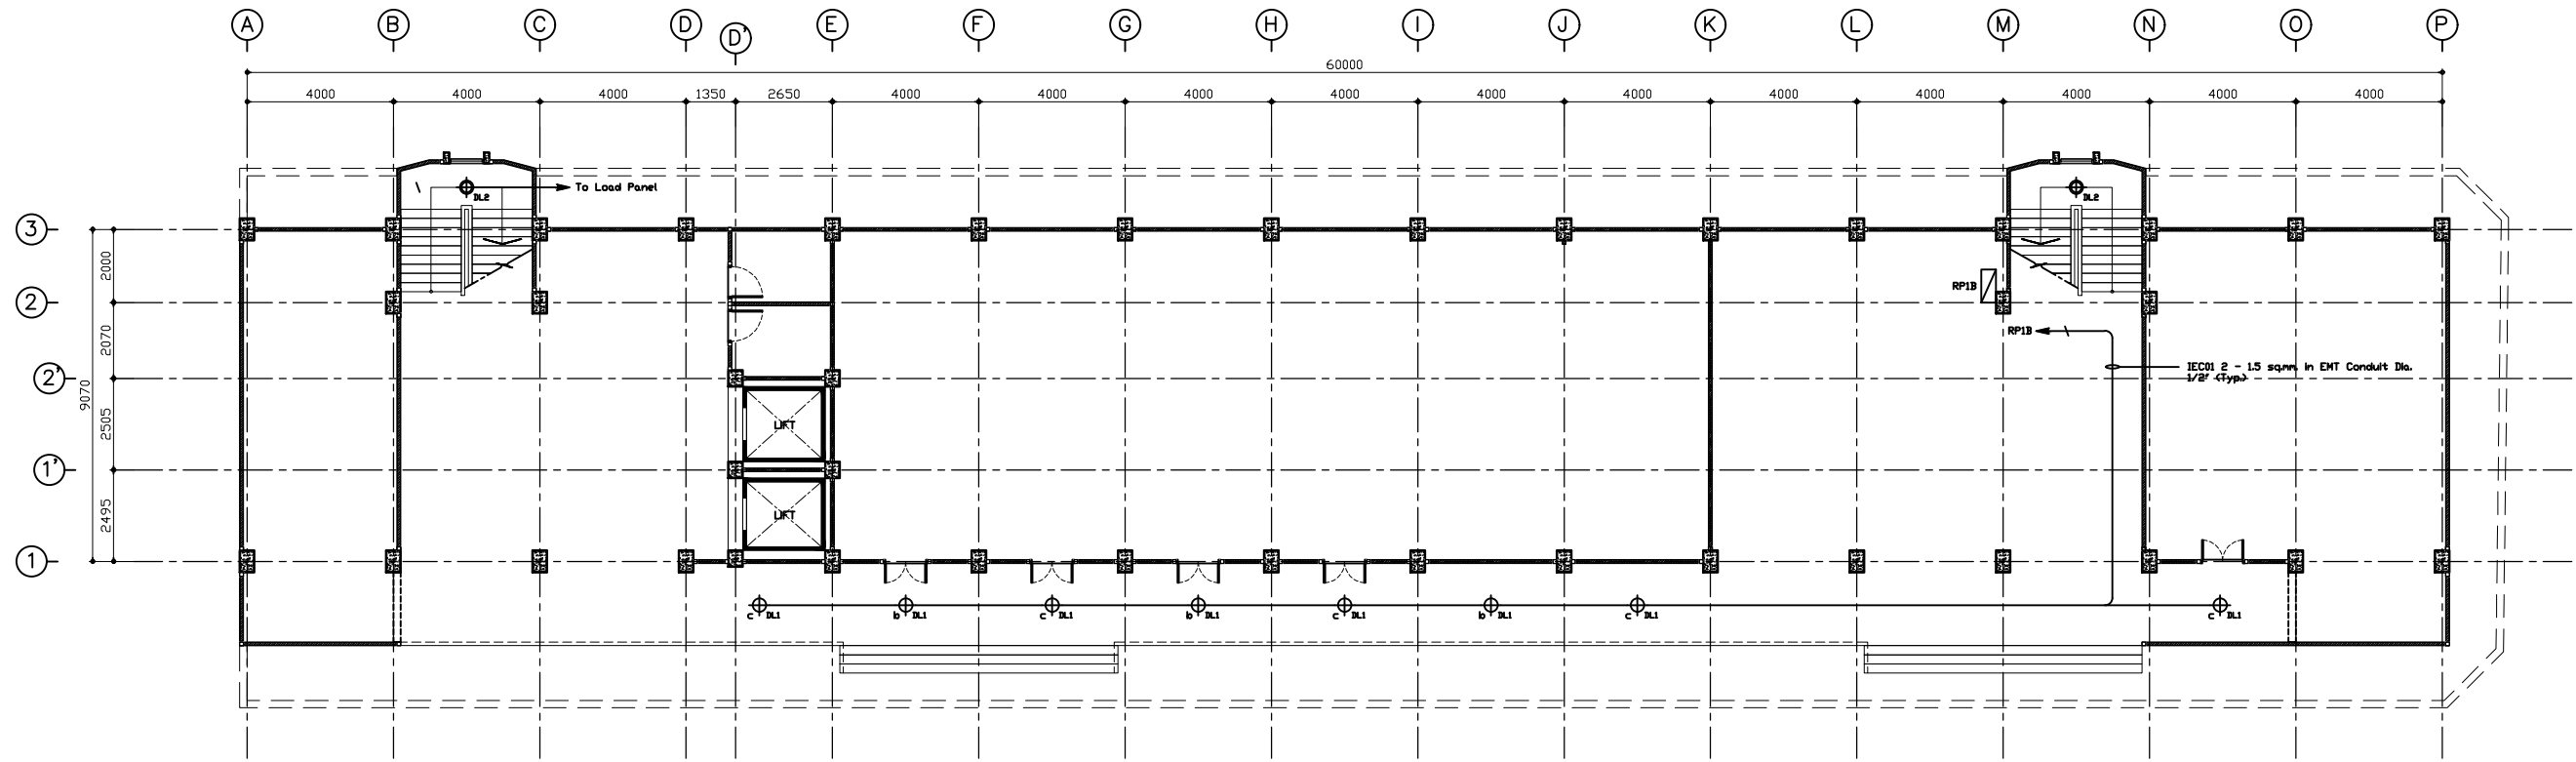 A B C D D' E F G H I J K L M N O P
60000
4000 4000 4000 1350 2650 4000 4000 4000 4000 4000 4000 4000 4000 4000 4000 4000
To Load Panel
DL2 DL2
3
2000
2
RP1B
2070
RP1B
IEC01 2 - 1.5 sq.mm. in EMT Conduit Dia.
1/2" (Typ.)
2'
9070
2505
LIFT
1'
2495
LIFT
1
c DL1 b DL1 c DL1 b DL1 c DL1 b DL1 c DL1 c DL1